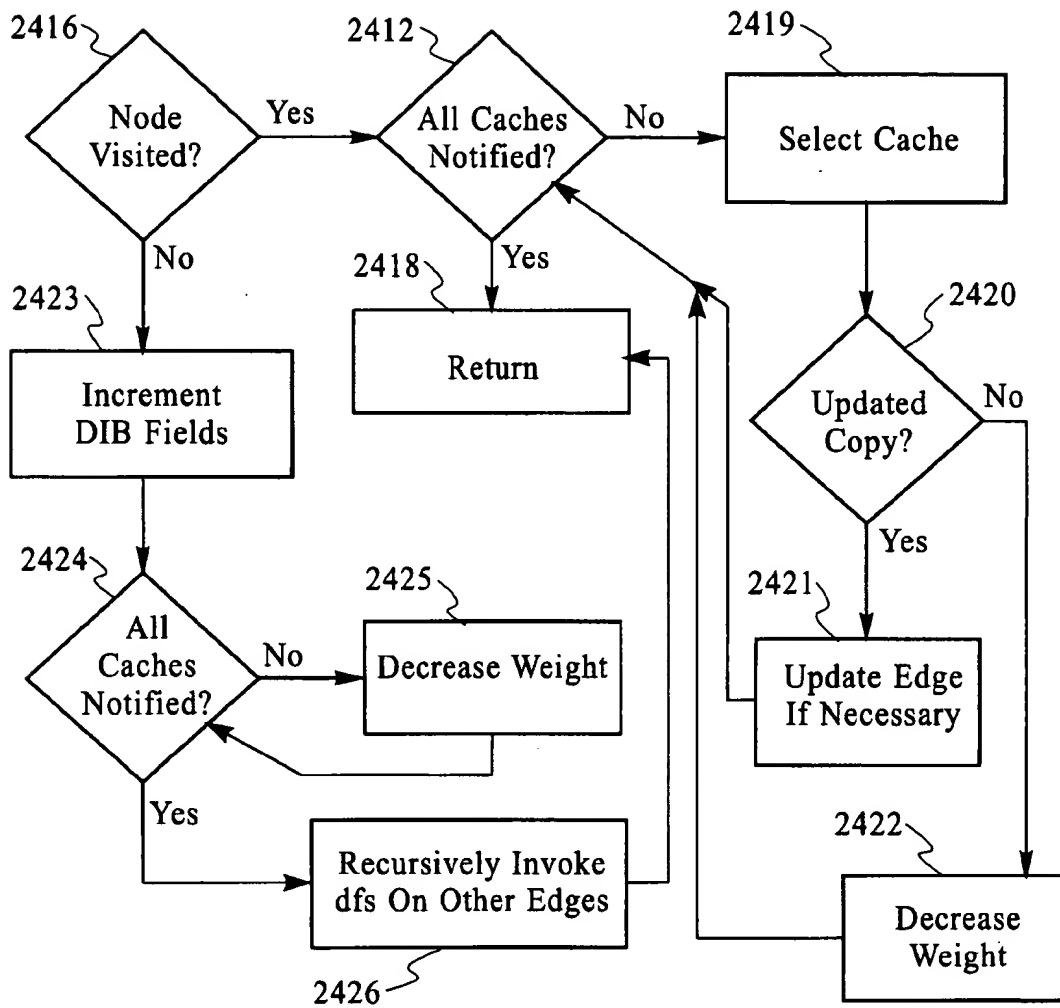 2416
2412
2419
Node
Visited?
Yes
All Caches
Notified?
No
Select Cache
No
Yes
2423
2418
2420
Increment
DIB Fields
Return
Updated
Copy?
No
Yes
2424
2425
2421
All
Caches
Notified?
No
Decrease Weight
Update Edge
If Necessary
Yes
2422
Recursively Invoke
dfs On Other Edges
Decrease
Weight
2426